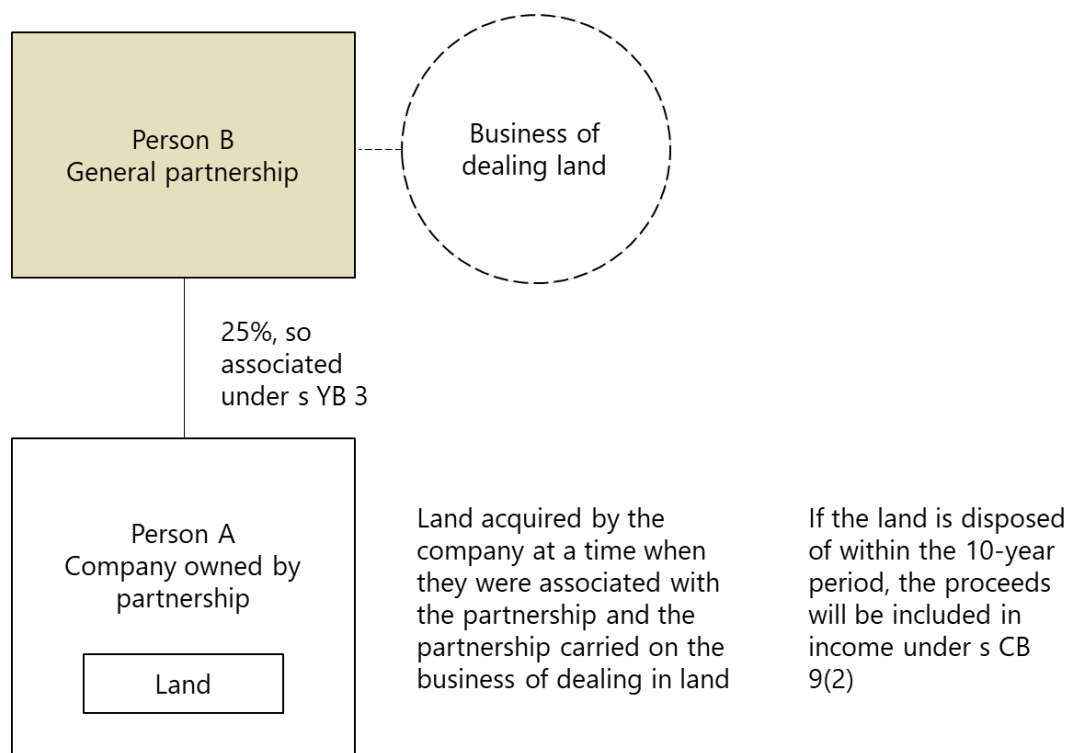 Person B
General partnership
Business of
dealing land
25%, so
associated
under s YB 3
Person A
Company owned by
partnership
Land
Land acquired by the
company at a time when
they were associated with
the partnership and the
partnership carried on the
business of dealing in land
If the land is disposed
of within the 10-year
period, the proceeds
will be included in
income under s CB
9(2)